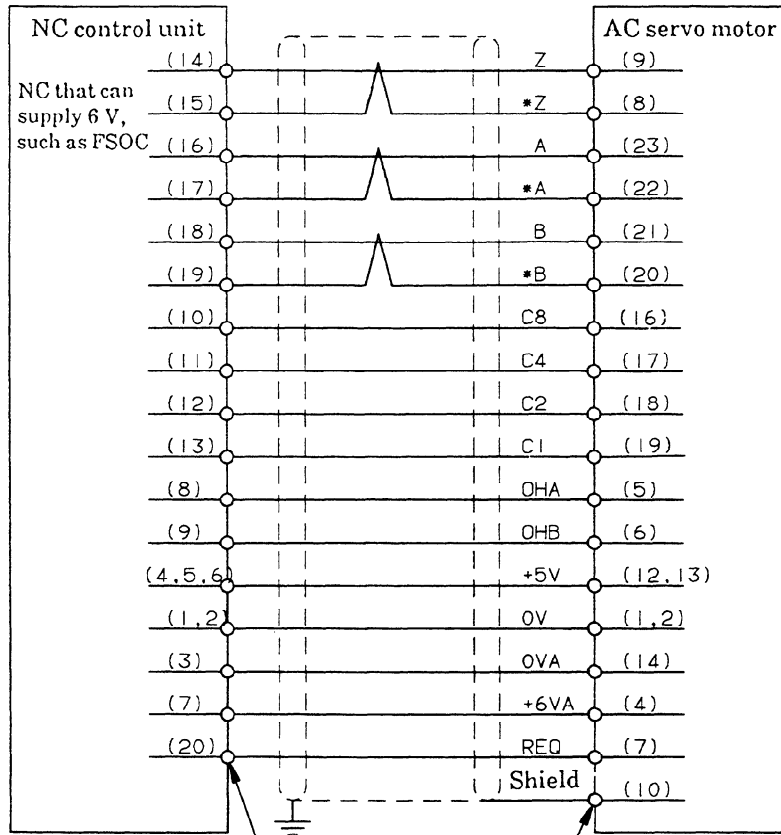 NC control unit
AC servo motor
NC that can
supply 6 V,
such as FSOC
(14) Z (9)
(15) *Z (8)
(16) A (23)
(17) *A (22)
(18) B (21)
(19) *B (20)
(10) C8 (16)
(11) C4 (17)
(12) C2 (18)
(13) C1 (19)
(8) OHA (5)
(9) OHB (6)
(4,5,6) +5V (12,13)
(1,2) 0V (1,2)
(3) 0VA (14)
(7) +6VA (4)
(20) REQ (7)
Shield (10)